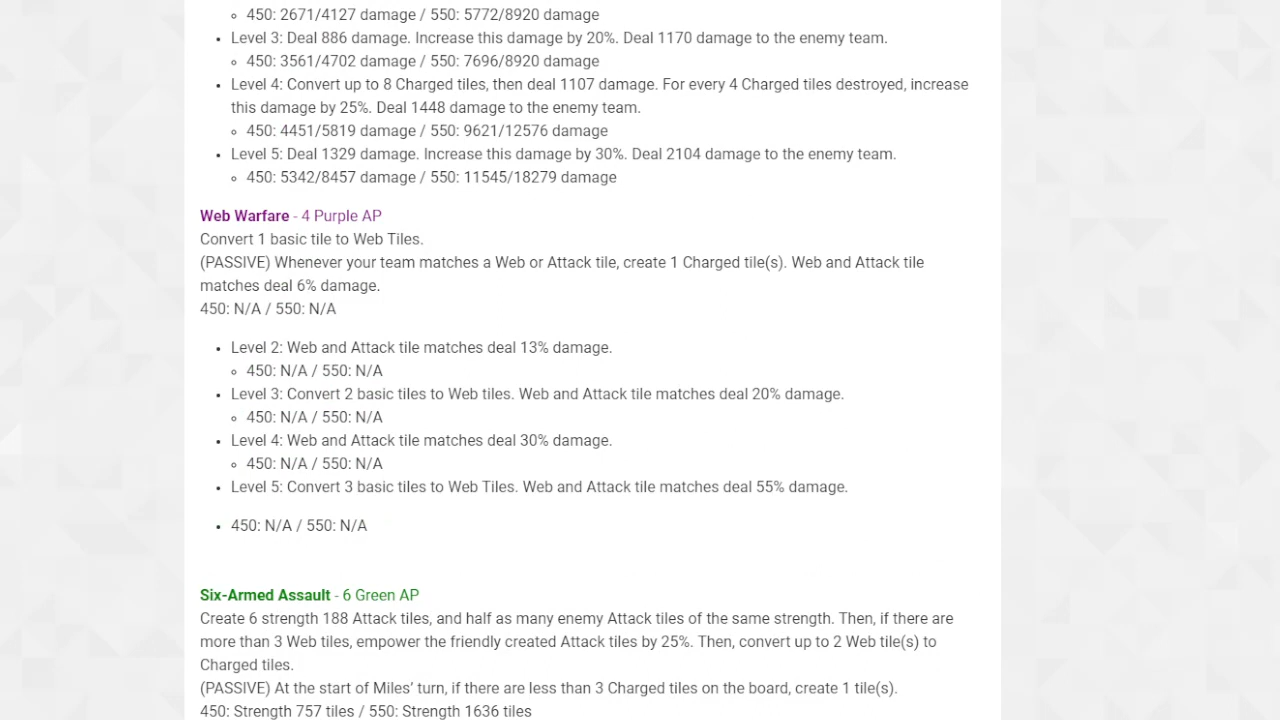 450: 2671/4127 damage / 550: 5772/8920 damage
Level 3: Deal 886 damage. Increase this damage by 20%. Deal 1170 damage to the enemy team.
450: 3561/4702 damage / 550: 7696/8920 damage
Level 4: Convert up to 8 Charged tiles, then deal 1107 damage. For every 4 Charged tiles destroyed, increase
this damage by 25%. Deal 1448 damage to the enemy team.
450: 4451/5819 damage / 550: 9621/12576 damage
Level 5: Deal 1329 damage. Increase this damage by 30%. Deal 2104 damage to the enemy team.
450: 5342/8457 damage / 550: 11545/18279 damage
Web Warfare - 4 Purple AP
Convert 1 basic tile to Web Tiles.
(PASSIVE) Whenever your team matches a Web or Attack tile, create 1 Charged tile(s). Web and Attack tile
matches deal 6% damage.
450: N/A / 550: N/A
Level 2: Web and Attack tile matches deal 13% damage.
450: N/A / 550: N/A
Level 3: Convert 2 basic tiles to Web tiles. Web and Attack tile matches deal 20% damage.
450: N/A / 550: N/A
Level 4: Web and Attack tile matches deal 30% damage.
450: N/A / 550: N/A
Level 5: Convert 3 basic tiles to Web Tiles. Web and Attack tile matches deal 55% damage.
450: N/A / 550: N/A
Six-Armed Assault - 6 Green AP
Create 6 strength 188 Attack tiles, and half as many enemy Attack tiles of the same strength. Then, if there are
more than 3 Web tiles, empower the friendly created Attack tiles by 25%. Then, convert up to 2 Web tile(s) to
Charged tiles.
(PASSIVE) At the start of Miles’ turn, if there are less than 3 Charged tiles on the board, create 1 tile(s).
450: Strength 757 tiles / 550: Strength 1636 tiles